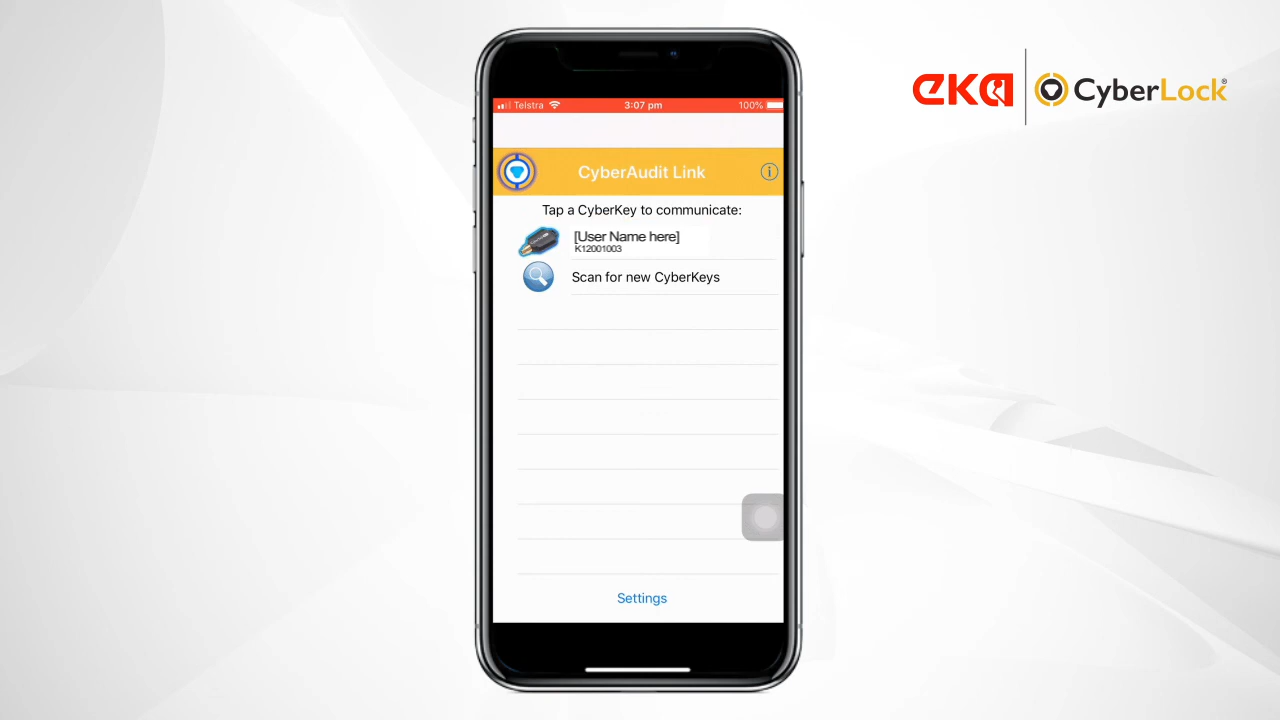 eKa
CyberLock®
Telstra
3:07 pm
100%
CyberAudit Link
Tap a CyberKey to communicate:
[User Name here]
K12001003
Scan for new CyberKeys
Settings